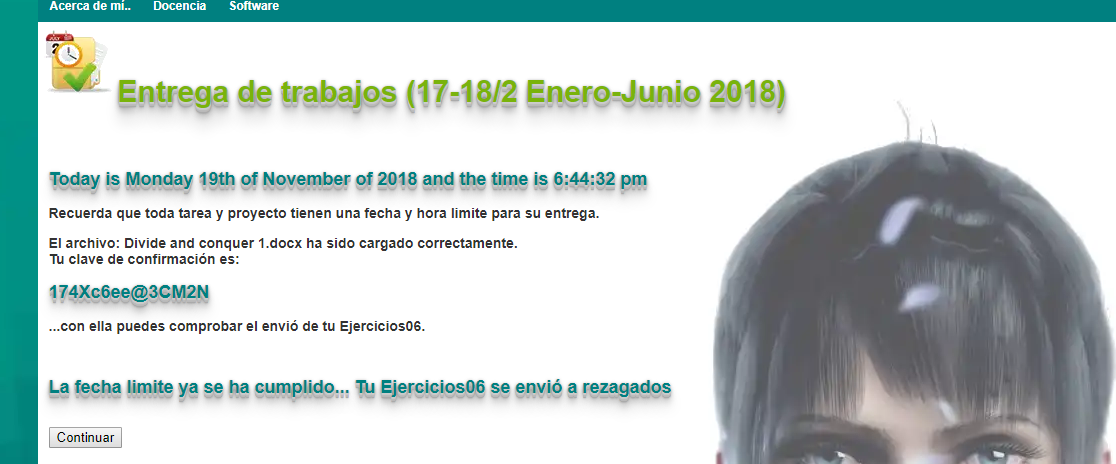 Acerca de mí.. Docencia Software
JULY
Entrega de trabajos (17-18/2 Enero-Junio 2018)
Today is Monday 19th of November of 2018 and the time is 6:44:32 pm
Recuerda que toda tarea y proyecto tienen una fecha y hora limite para su entrega.
El archivo: Divide and conquer 1.docx ha sido cargado correctamente.
Tu clave de confirmación es:
174Xc6ee@3CM2N
...con ella puedes comprobar el envió de tu Ejercicios06.
La fecha limite ya se ha cumplido... Tu Ejercicios06 se envió a rezagados
Continuar